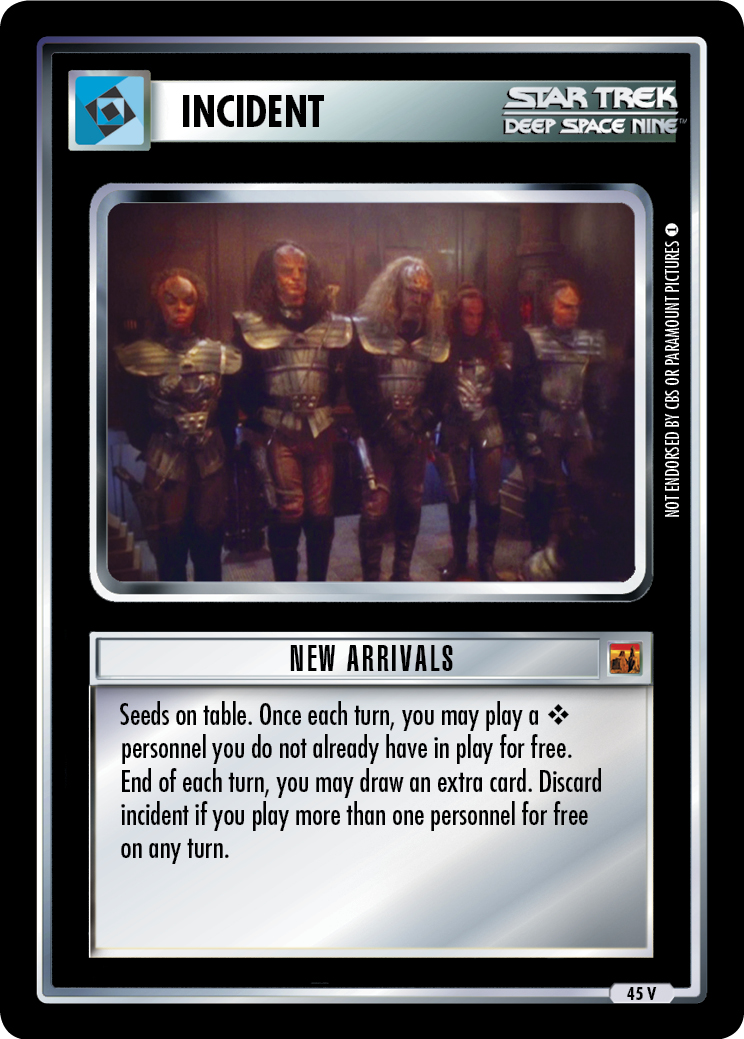 INCIDENT
STAR TREK
DEEP SPACE NINE™
NOT ENDORSED BY CBS OR PARAMOUNT PICTURES 1
NEW ARRIVALS
Seeds on table. Once each turn, you may play a ❖
personnel you do not already have in play for free.
End of each turn, you may draw an extra card. Discard
incident if you play more than one personnel for free
on any turn.
45 V